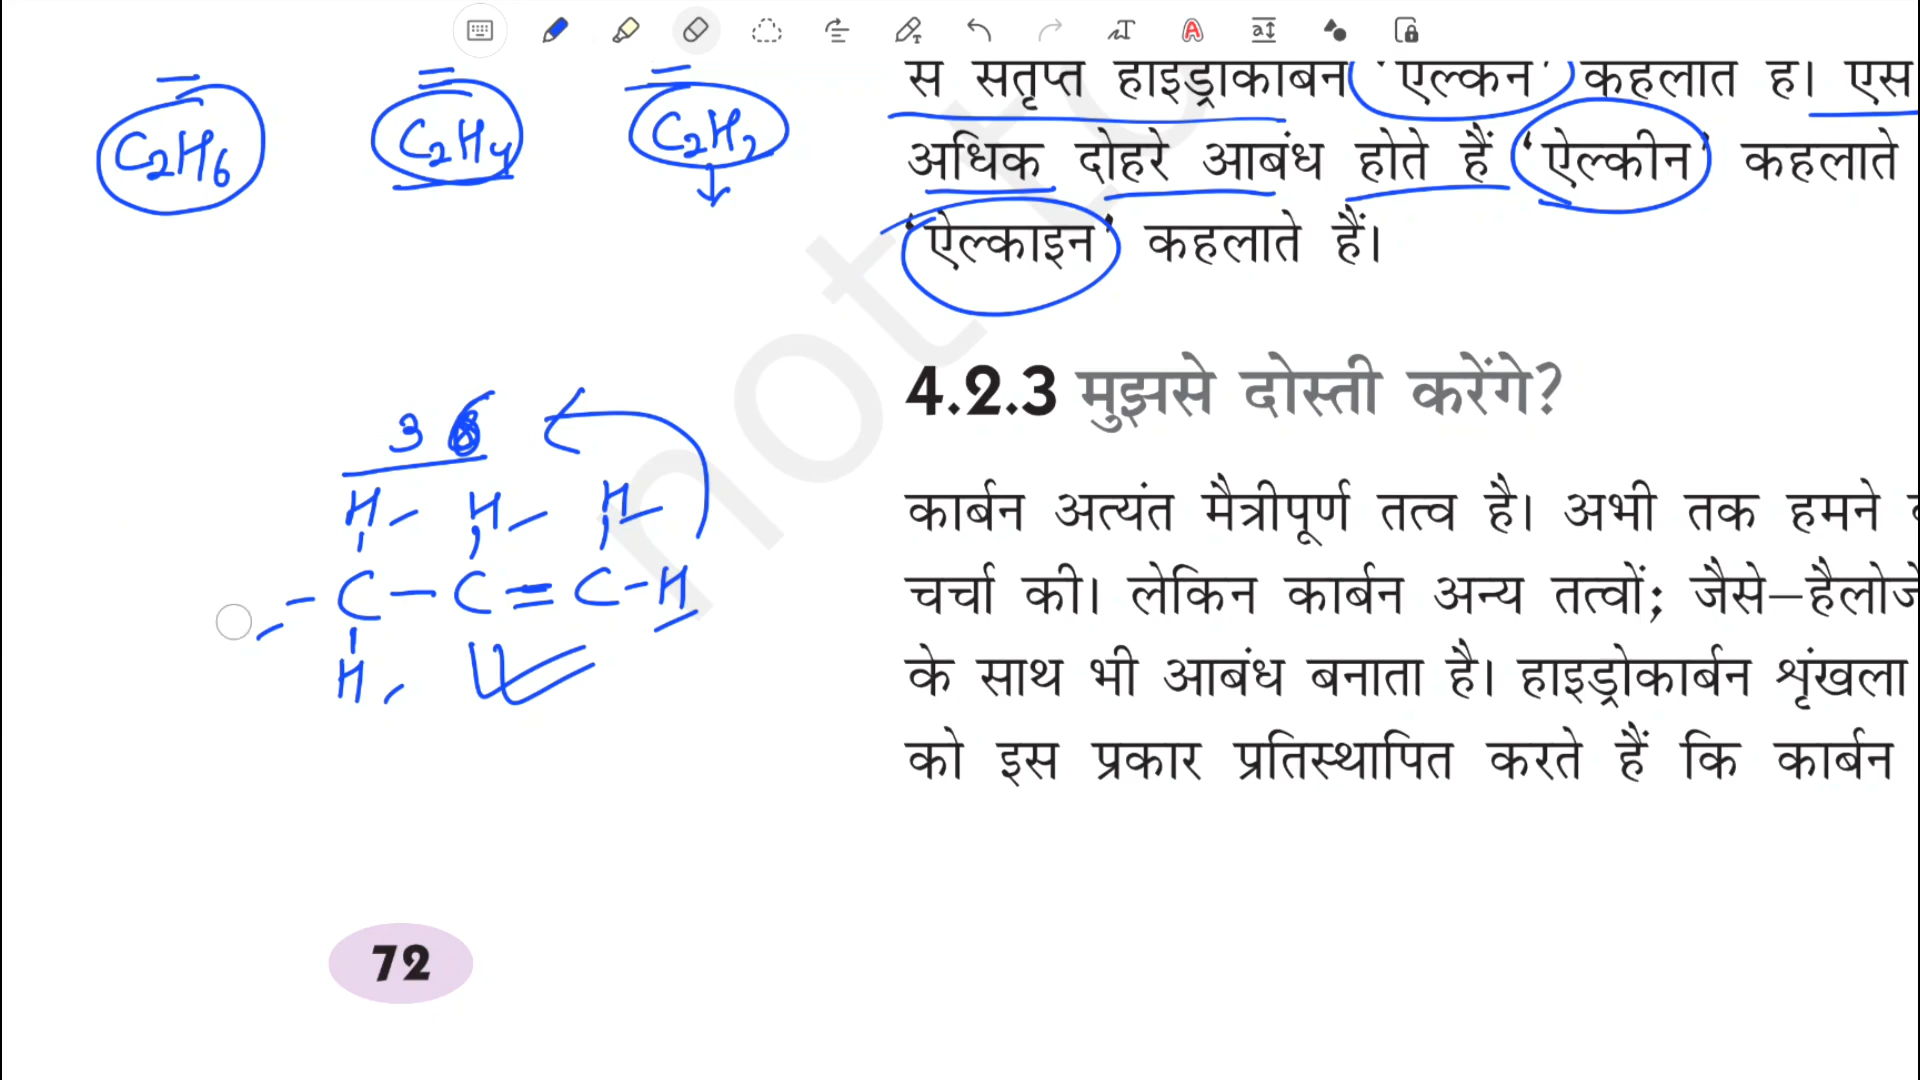 C₂H₆ C₂H₄ C₂H₂
स संतृप्त हाइड्रोकार्बन 'एल्केन' कहलाते हैं। ऐसे
अधिक दोहरे आबंध होते हैं 'ऐल्कीन' कहलाते
'ऐल्काइन' कहलाते हैं।
4.2.3 मुझसे दोस्ती करेंगे?
कार्बन अत्यंत मैत्रीपूर्ण तत्व है। अभी तक हमने
चर्चा की। लेकिन कार्बन अन्य तत्वों; जैसे–हैलोजे
के साथ भी आबंध बनाता है। हाइड्रोकार्बन शृंखला
को इस प्रकार प्रतिस्थापित करते हैं कि कार्बन
3
H H H
- C - C = C - H
H
72
not